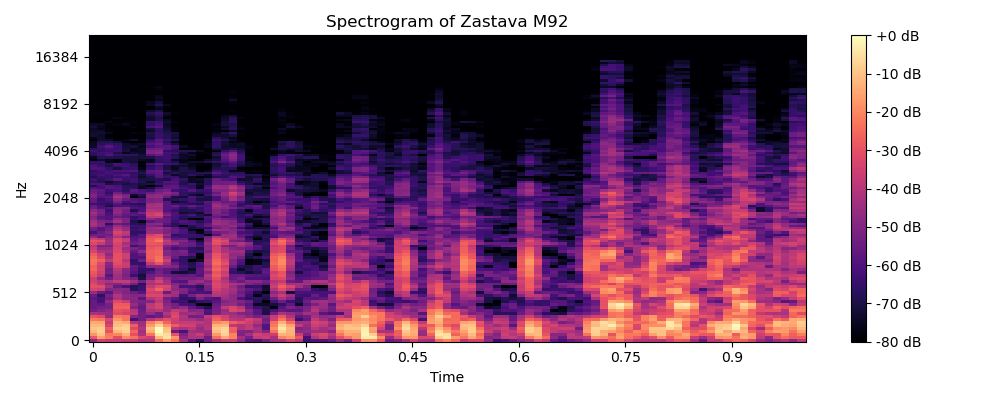 Spectrogram of Zastava M92
Hz
16384
8192
4096
2048
1024
512
0
0
0.15
0.3
0.45
0.6
0.75
0.9
Time
+0 dB
-10 dB
-20 dB
-30 dB
-40 dB
-50 dB
-60 dB
-70 dB
-80 dB